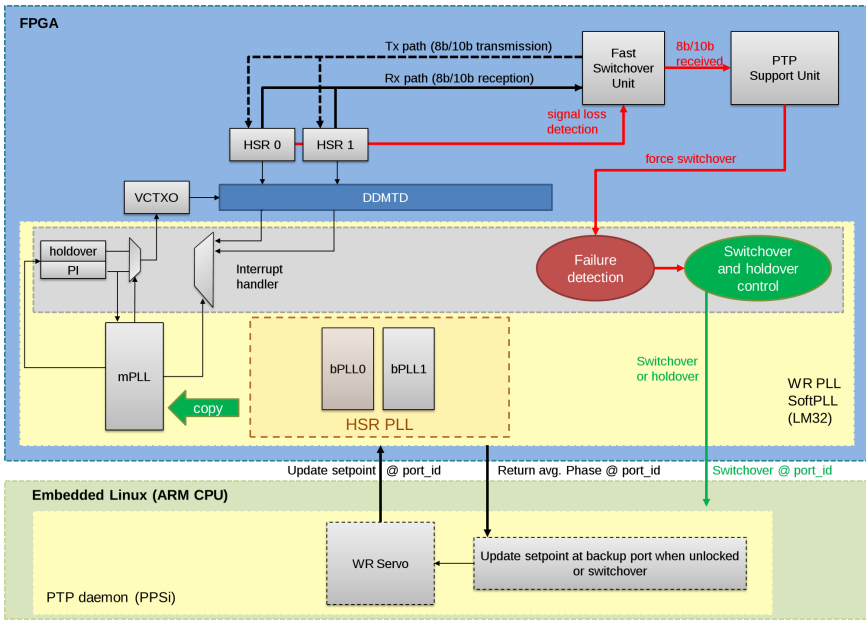 FPGA
Tx path (8b/10b transmission)
Fast
Switchover
Unit
8b/10b
received
PTP
Support Unit
Rx path (8b/10b reception)
signal loss
detection
HSR 0
HSR 1
force switchover
VCTXO
DDMTD
holdover
PI
Interrupt
handler
Failure
detection
Switchover
and holdover
control
mPLL
bPLL0
bPLL1
copy
HSR PLL
Switchover
or holdover
WR PLL
SoftPLL
(LM32)
Update setpoint @ port_id
Return avg. Phase @ port_id
Switchover @ port_id
Embedded Linux (ARM CPU)
WR Servo
Update setpoint at backup port when unlocked
or switchover
PTP daemon (PPSi)